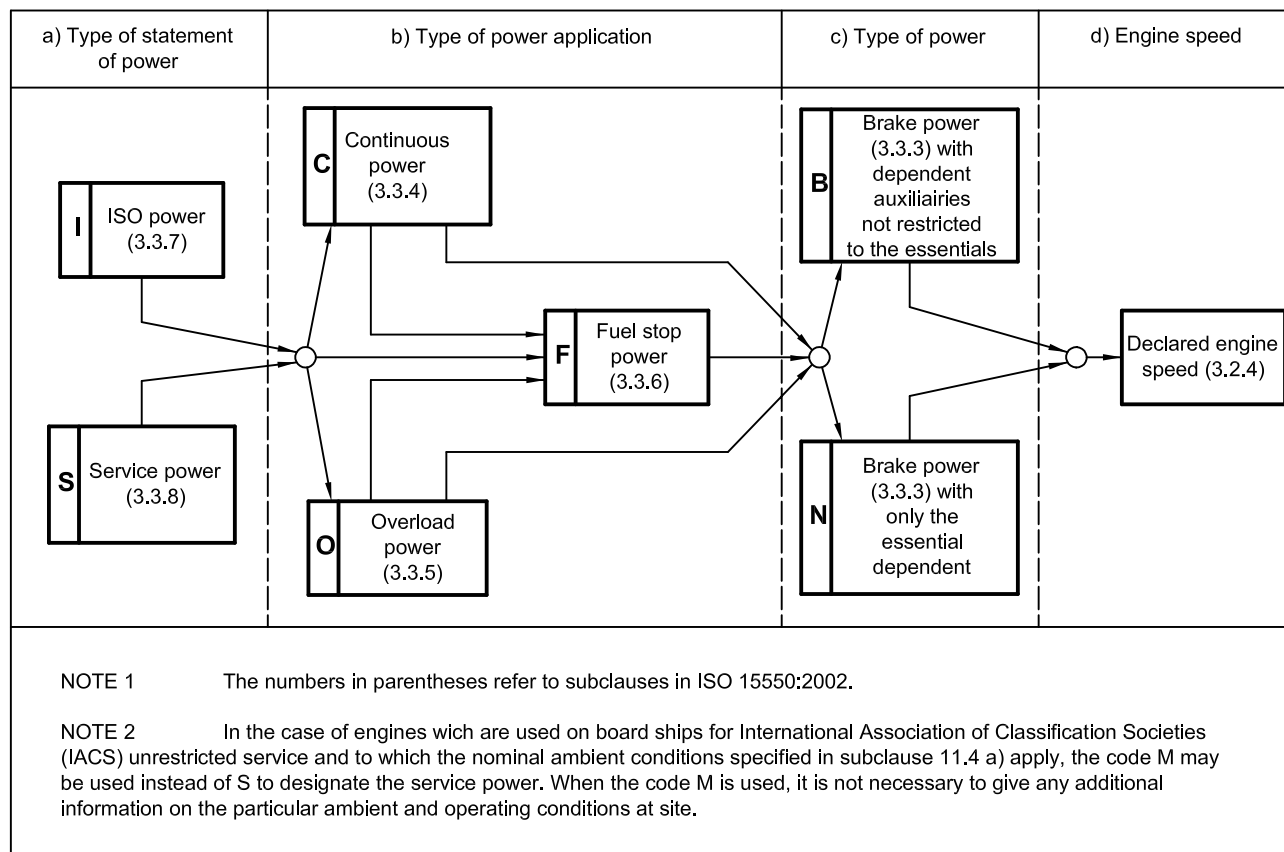 a) Type of statement
of power
b) Type of power application
c) Type of power
d) Engine speed
I
ISO power
(3.3.7)
S
Service power
(3.3.8)
C
Continuous
power
(3.3.4)
F
Fuel stop
power
(3.3.6)
O
Overload
power
(3.3.5)
B
Brake power
(3.3.3) with
dependent
auxiliairies
not restricted
to the essentials
N
Brake power
(3.3.3) with
only the
essential
dependent
Declared engine
speed (3.2.4)
NOTE 1 The numbers in parentheses refer to subclauses in ISO 15550:2002.
NOTE 2 In the case of engines wich are used on board ships for International Association of Classification Societies
(IACS) unrestricted service and to which the nominal ambient conditions specified in subclause 11.4 a) apply, the code M may
be used instead of S to designate the service power. When the code M is used, it is not necessary to give any additional
information on the particular ambient and operating conditions at site.